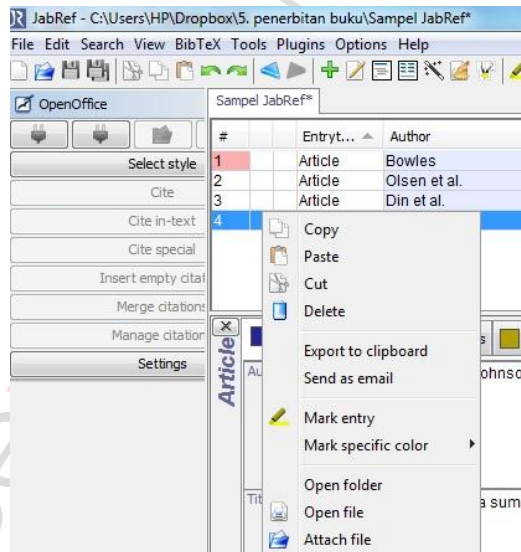 JabRef - C:\Users\HP\Dropbox\5. penerbitan buku\Sampel JabRef*
File Edit Search View BibTeX Tools Plugins Options Help
OpenOffice
Sampel JabRef*
# Entryt... Author
Select style
1 Article Bowles
2 Article Olsen et al.
3 Article Din et al.
4
Cite
Cite in-text
Cite special
Insert empty citat
Merge citations
Manage citation
Settings
Article
Au
Tit
Copy
Paste
Cut
Delete
Export to clipboard
Send as email
Mark entry
Mark specific color
Open folder
Open file
Attach file
s
ohnso
a sum